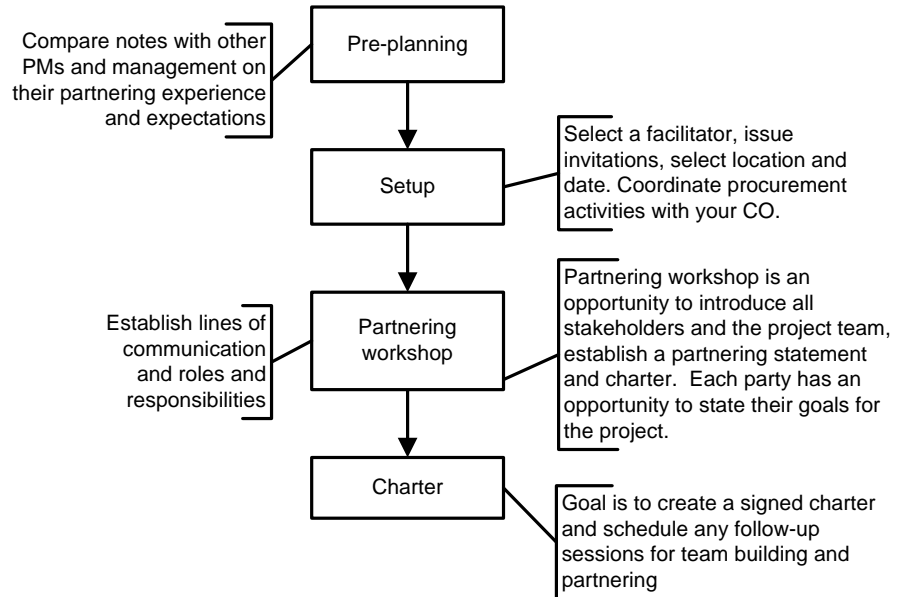 Compare notes with other
PMs and management on
their partnering experience
and expectations
Pre-planning
Setup
Select a facilitator, issue
invitations, select location and
date. Coordinate procurement
activities with your CO.
Establish lines of
communication
and roles and
responsibilities
Partnering
workshop
Partnering workshop is an
opportunity to introduce all
stakeholders and the project team,
establish a partnering statement
and charter.  Each party has an
opportunity to state their goals for
the project.
Charter
Goal is to create a signed charter
and schedule any follow-up
sessions for team building and
partnering